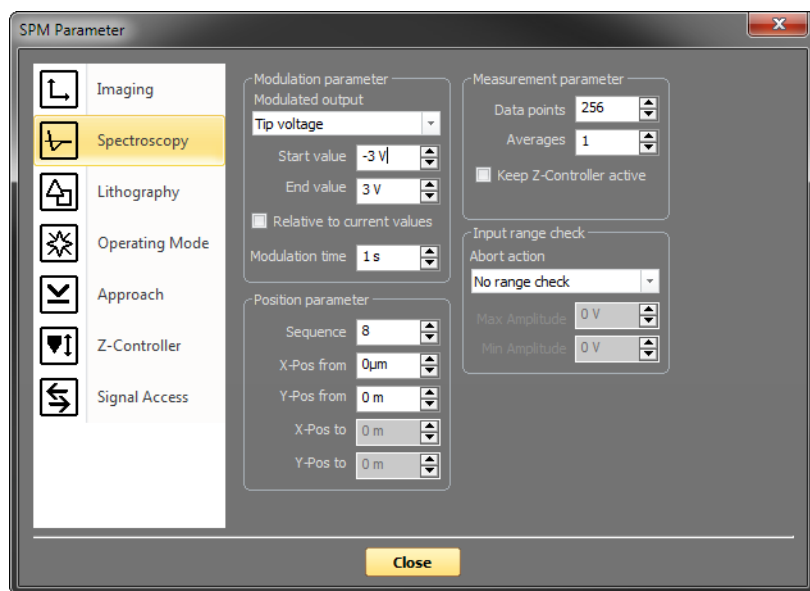 SPM Parameter
Imaging
Spectroscopy
Lithography
Operating Mode
Approach
Z-Controller
Signal Access
Modulation parameter
Modulated output
Tip voltage
Start value -3 V
End value 3 V
Relative to current values
Modulation time 1 s
Position parameter
Sequence 8
X-Pos from 0µm
Y-Pos from 0 m
X-Pos to 0 m
Y-Pos to 0 m
Measurement parameter
Data points 256
Averages 1
Keep Z-Controller active
Input range check
Abort action
No range check
Max Amplitude 0 V
Min Amplitude 0 V
Close